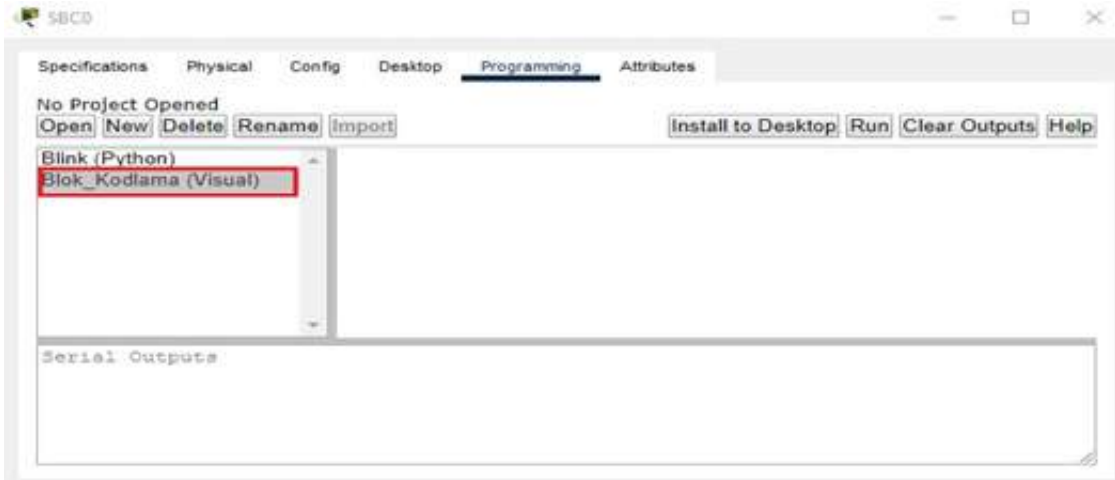 SBC0
Specifications Physical Config Desktop Programming Attributes
No Project Opened
Open New Delete Rename Import Install to Desktop Run Clear Outputs Help
Blink (Python)
Blok_Kodlama (Visual)
Serial Outputs